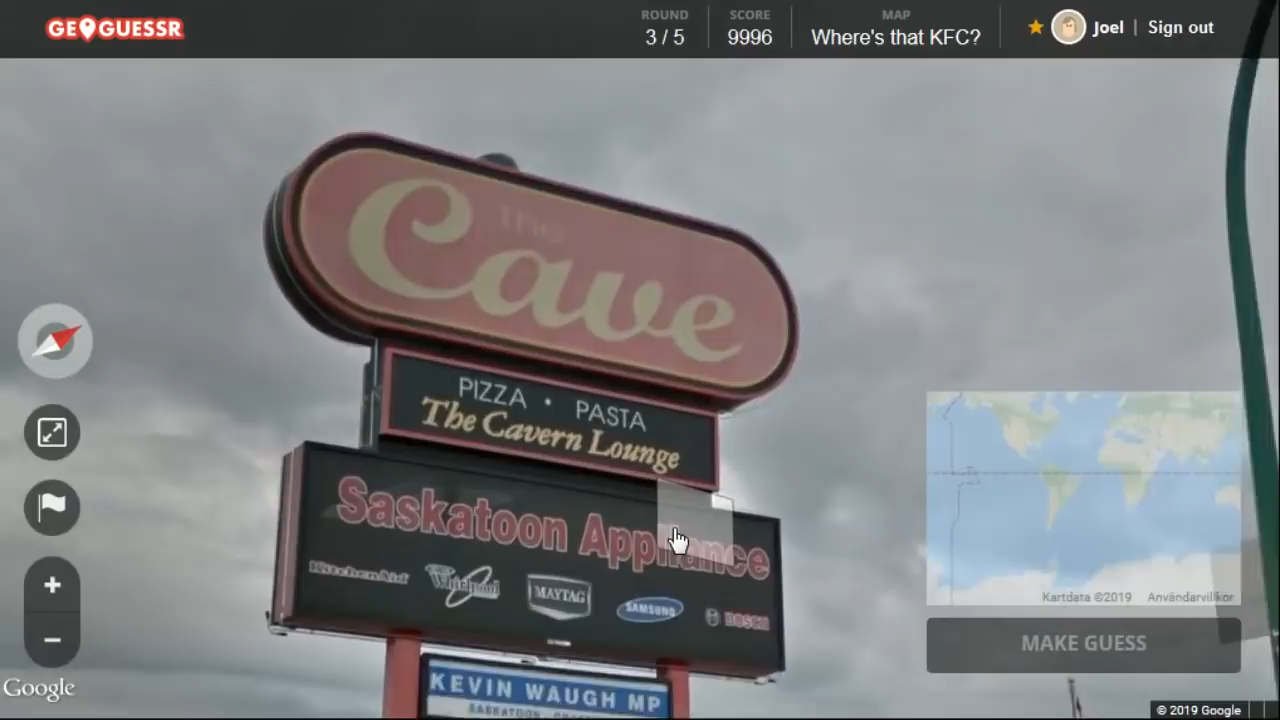 GEOGUESSR
ROUND
3 / 5
SCORE
9996
MAP
Where's that KFC?
Joel | Sign out
The
Cave
PIZZA • PASTA
The Cavern Lounge
Saskatoon Appliance
KitchenAid Whirlpool MAYTAG SAMSUNG BOSCH
KEVIN WAUGH MP
Kartdata ©2019 Användarvillkor
MAKE GUESS
+
−
Google
© 2019 Google